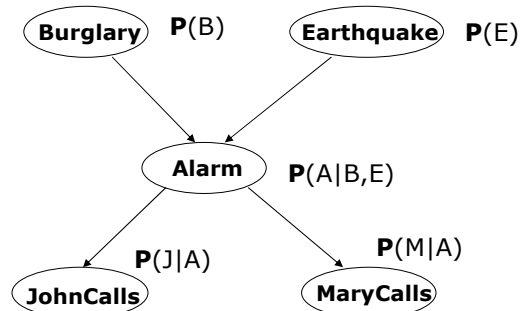 Burglary P(B)
Earthquake P(E)
Alarm
P(A|B,E)
P(J|A)
P(M|A)
JohnCalls
MaryCalls